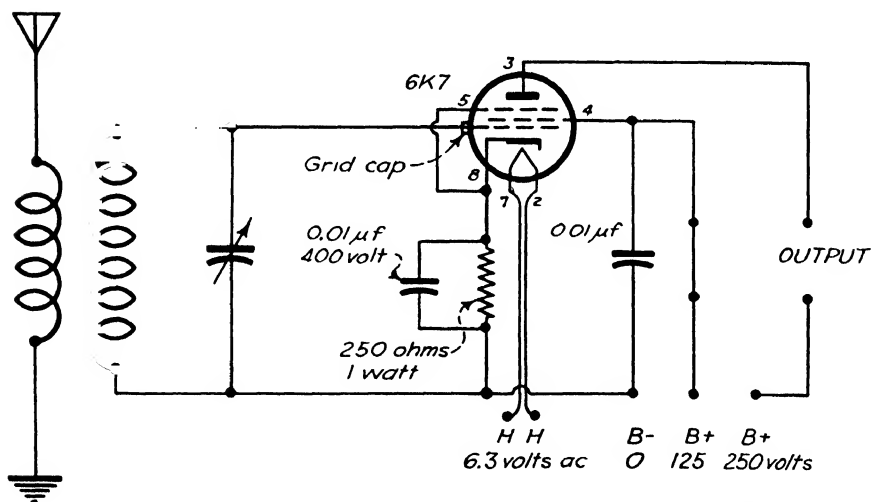 3
6K7
5
4
Grid cap
8
7 2
0.01 µf
400 volt
0.01 µf
OUTPUT
250 ohms
1 watt
H H B- B+ B+
6.3 volts ac 0 125 250 volts